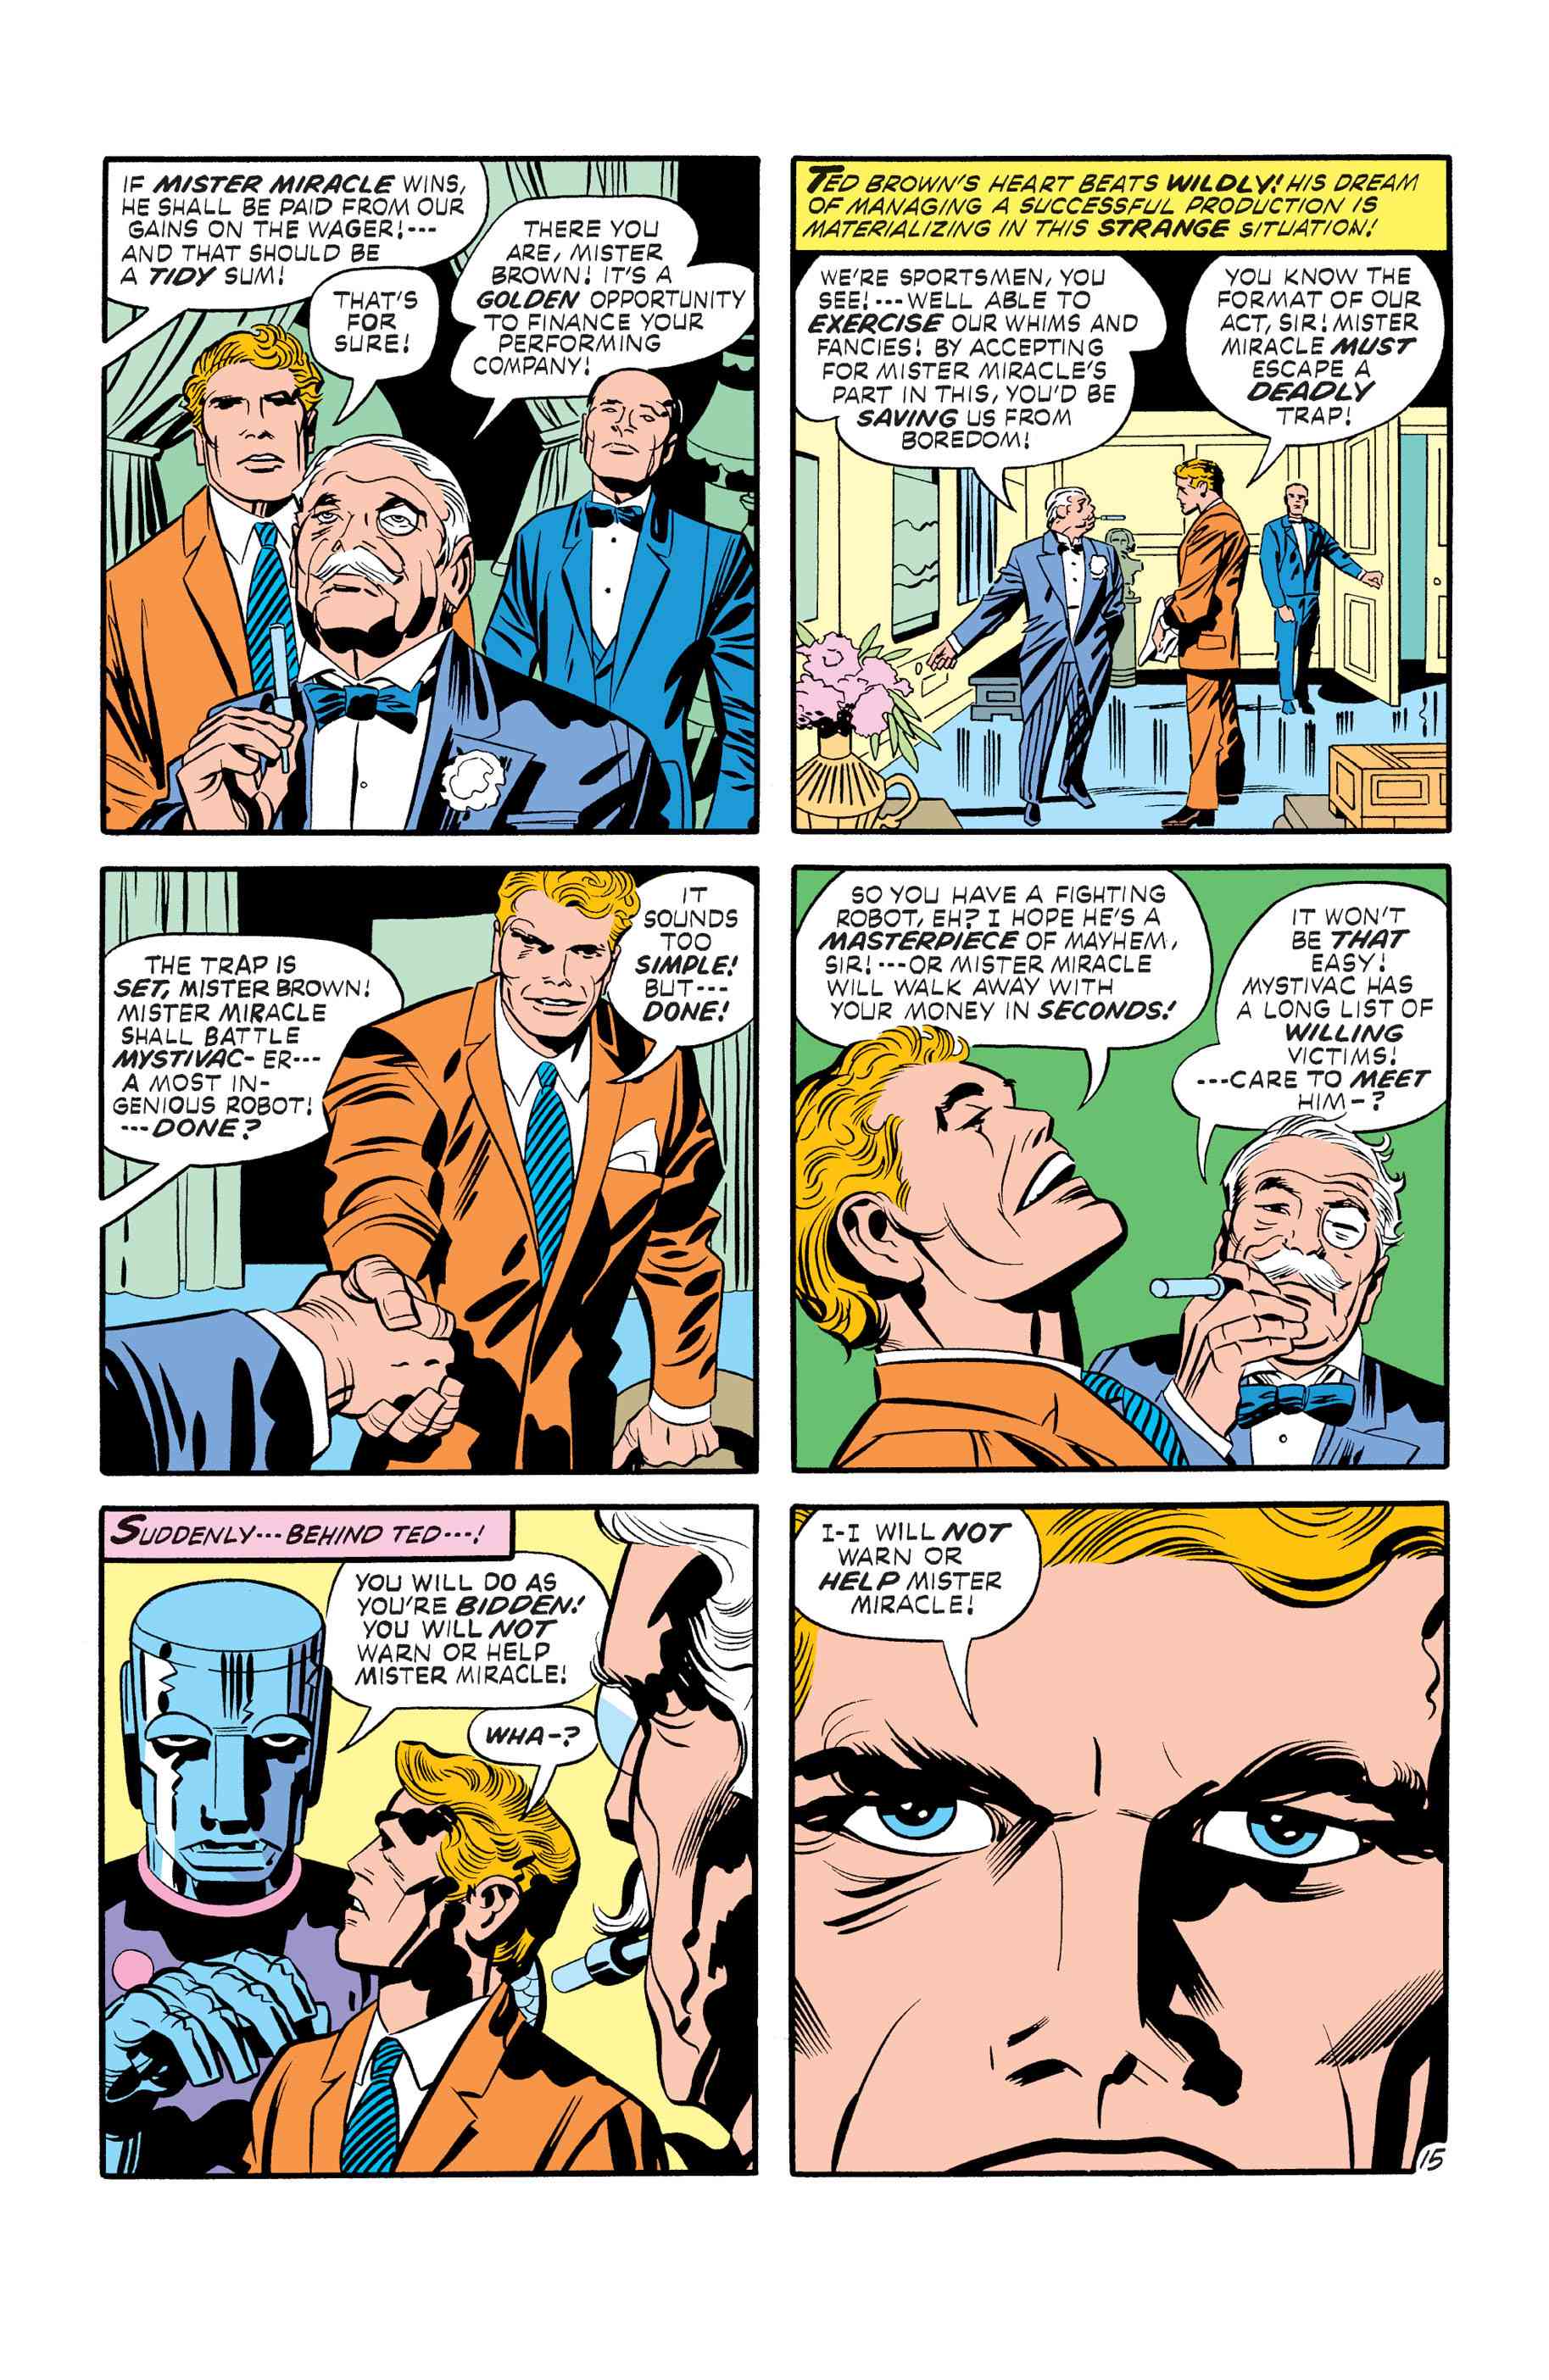 IF MISTER MIRACLE WINS,
HE SHALL BE PAID FROM OUR
GAINS ON THE WAGER!---
AND THAT SHOULD BE
A TIDY SUM!
THAT'S
FOR
SURE!
THERE YOU
ARE, MISTER
BROWN! IT'S A
GOLDEN OPPORTUNITY
TO FINANCE YOUR
PERFORMING
COMPANY!
TED BROWN'S HEART BEATS WILDLY! HIS DREAM
OF MANAGING A SUCCESSFUL PRODUCTION IS
MATERIALIZING IN THIS STRANGE SITUATION!
WE'RE SPORTSMEN, YOU
SEE!---WELL ABLE TO
EXERCISE OUR WHIMS AND
FANCIES! BY ACCEPTING
FOR MISTER MIRACLE'S
PART IN THIS, YOU'D BE
SAVING US FROM
BOREDOM!
YOU KNOW THE
FORMAT OF OUR
ACT, SIR! MISTER
MIRACLE MUST
ESCAPE A
DEADLY
TRAP!
THE TRAP IS
SET, MISTER BROWN!
MISTER MIRACLE
SHALL BATTLE
MYSTIVAC- ER---
A MOST IN-
GENIOUS ROBOT!
---DONE?
IT
SOUNDS
TOO
SIMPLE!
BUT---
DONE!
SO YOU HAVE A FIGHTING
ROBOT, EH? I HOPE HE'S A
MASTERPIECE OF MAYHEM,
SIR!---OR MISTER MIRACLE
WILL WALK AWAY WITH
YOUR MONEY IN SECONDS!
IT WON'T
BE THAT
EASY!
MYSTIVAC HAS
A LONG LIST OF
WILLING
VICTIMS!
---CARE TO MEET
HIM-?
SUDDENLY---BEHIND TED---!
YOU WILL DO AS
YOU'RE BIDDEN!
YOU WILL NOT
WARN OR HELP
MISTER MIRACLE!
WHA-?
I-I WILL NOT
WARN OR
HELP MISTER
MIRACLE!
15